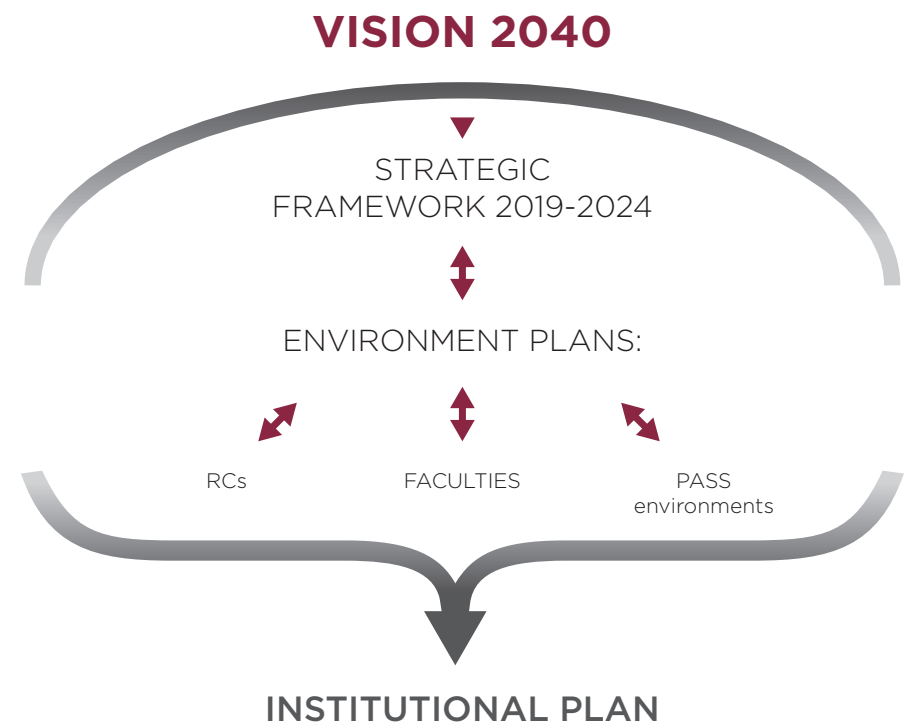 VISION 2040
STRATEGIC
FRAMEWORK 2019-2024
ENVIRONMENT PLANS:
RCs
FACULTIES
PASS
environments
INSTITUTIONAL PLAN